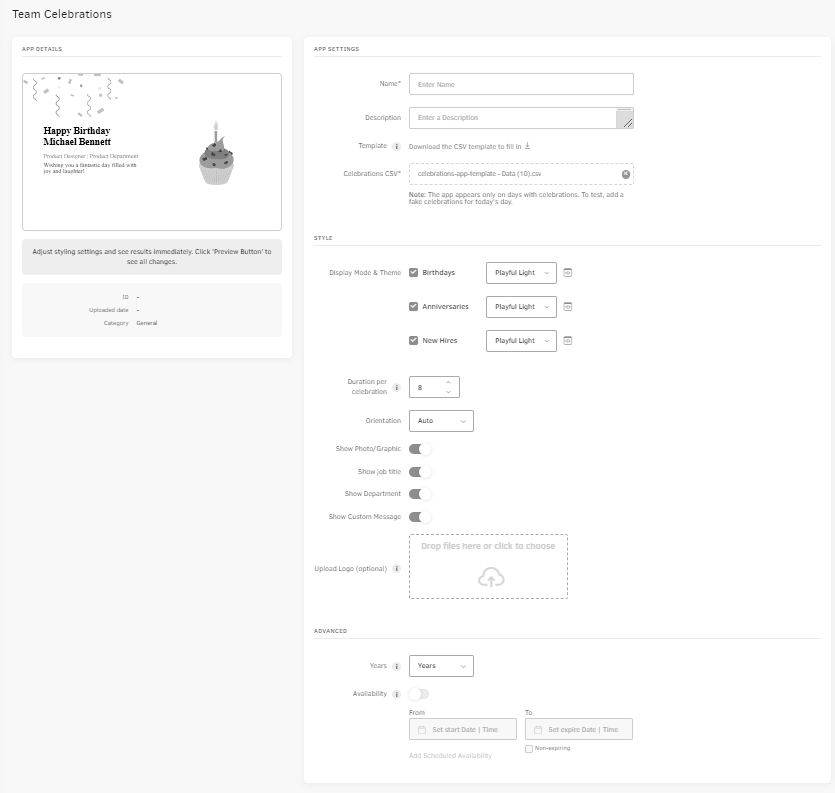 Team Celebrations
APP DETAILS
Happy Birthday
Michael Bennett
Product Designer | Product Department
Wishing you a fantastic day filled with
joy and laughter!
Adjust styling settings and see results immediately. Click 'Preview Button' to
see all changes.
ID -
Uploaded date -
Category General
APP SETTINGS
Name* Enter Name
Description Enter a Description
Template i Download the CSV template to fill in
Celebrations CSV* celebrations-app-template - Data (10).csv
Note: The app appears only on days with celebrations. To test, add a
fake celebrations for today's day.
STYLE
Display Mode & Theme Birthdays Playful Light
Anniversaries Playful Light
New Hires Playful Light
Duration per
celebration i 8
Orientation Auto
Show Photo/Graphic
Show job title
Show Department
Show Custom Message
Drop files here or click to choose
Upload Logo (optional) i
ADVANCED
Years i Years
Availability i
From To
Set start Date | Time Set expire Date | Time
Non-expiring
Add Scheduled Availability